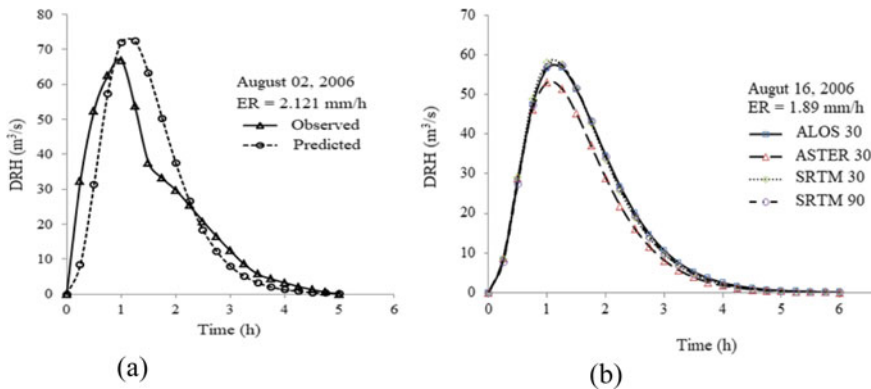 80
70
60
50
40
30
20
10
0
DRH (m³/s)
August 02, 2006
ER = 2.121 mm/h
Observed
Predicted
0 1 2 3 4 5 6
Time (h)
(a)
70
60
50
40
30
20
10
0
DRH (m³/s)
Augut 16, 2006
ER = 1.89 mm/h
ALOS 30
ASTER 30
SRTM 30
SRTM 90
0 1 2 3 4 5 6
Time (h)
(b)